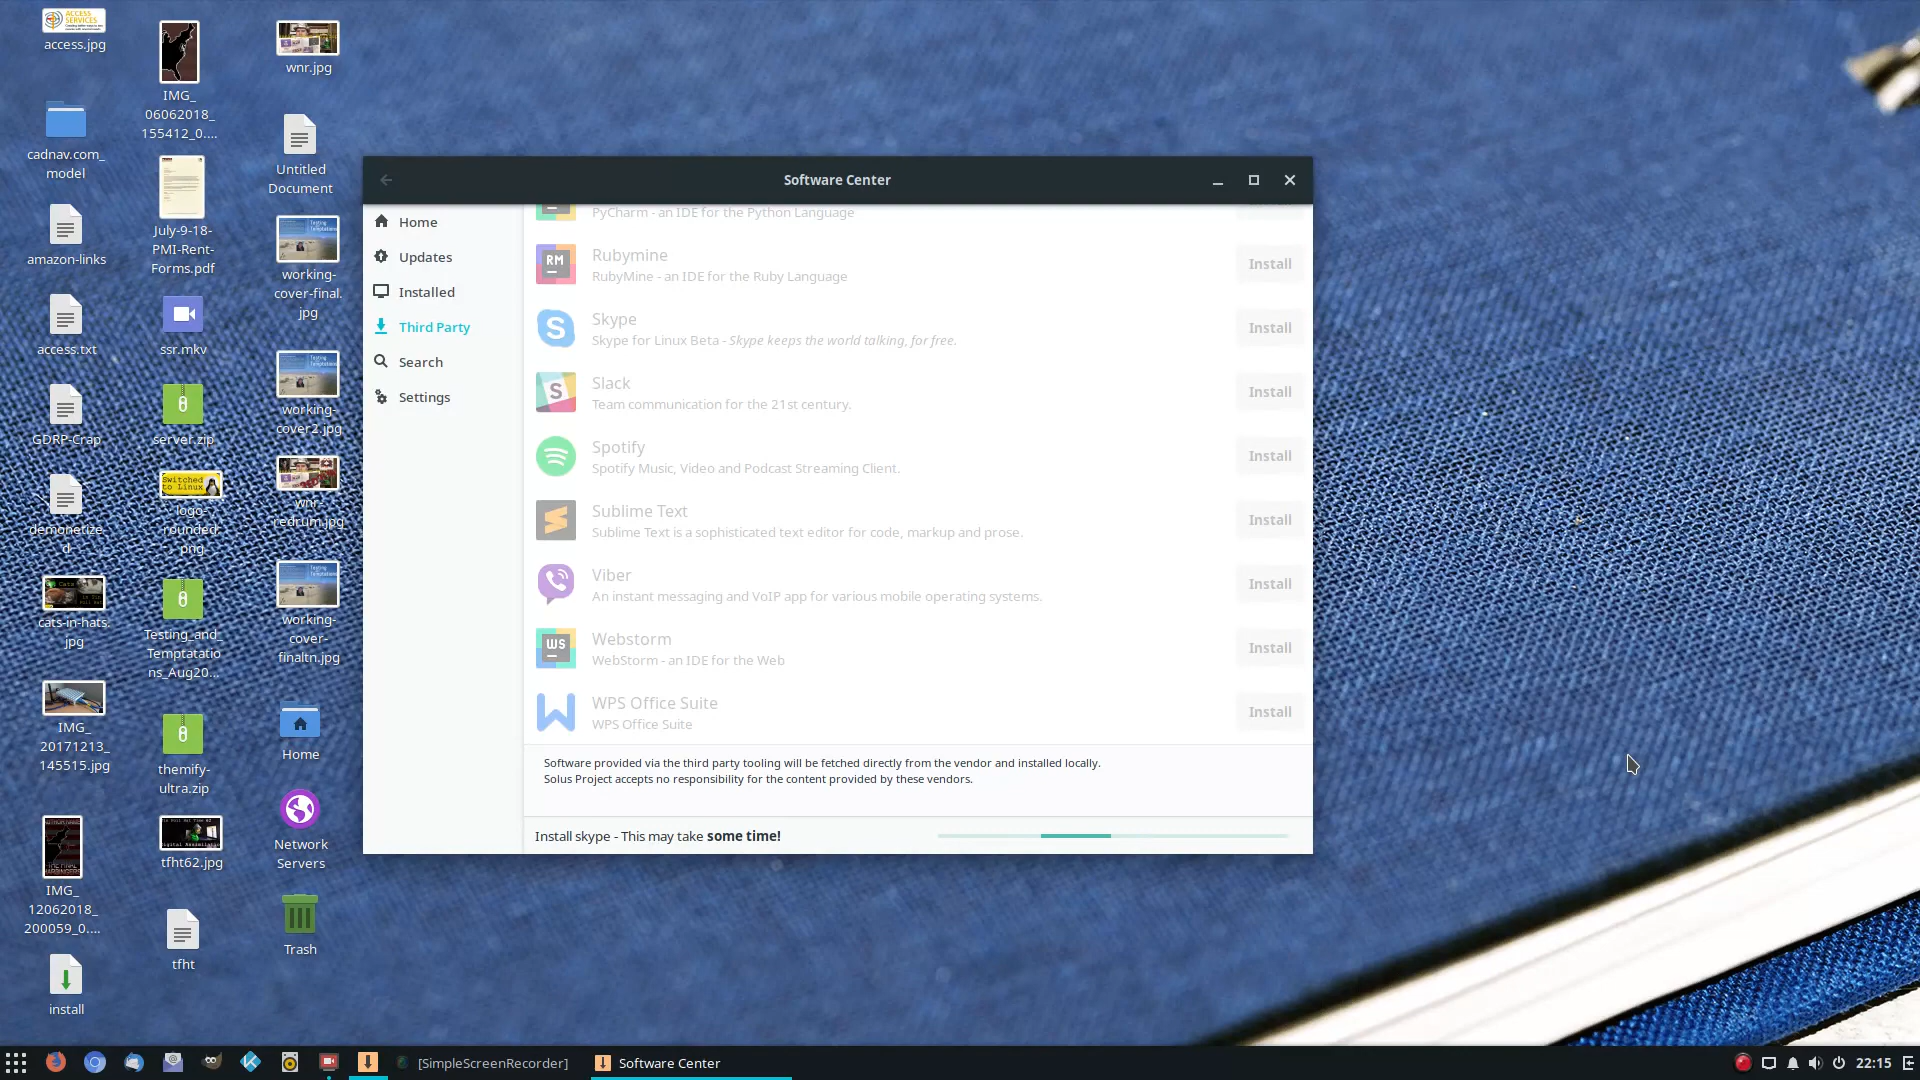 access.jpg
cadnav.com_
model
amazon-links
access.txt
GDRP-Crap
demonetize
d
cats-in-hats.
jpg
IMG_
20171213_
145515.jpg
IMG_
12062018_
200059_0....
install
IMG_
06062018_
155412_0....
July-9-18-
PMI-Rent-
Forms.pdf
ssr.mkv
server.zip
Switched
to Linux
logo-
rounded.
png
Testing_and_
Temptatatio
ns_Aug20...
themify-
ultra.zip
tfht62.jpg
tfht
wnr.jpg
Untitled
Document
working-
cover-final.
jpg
working-
cover2.jpg
wnr-
redrum.jpg
working-
cover-
finaltn.jpg
Home
Network
Servers
Trash
Software Center
Home
Updates
Installed
Third Party
Search
Settings
PyCharm - an IDE for the Python Language
RM
Rubymine
RubyMine - an IDE for the Ruby Language
Install
Skype
Skype for Linux Beta - Skype keeps the world talking, for free.
Install
Slack
Team communication for the 21st century.
Install
Spotify
Spotify Music, Video and Podcast Streaming Client.
Install
Sublime Text
Sublime Text is a sophisticated text editor for code, markup and prose.
Install
Viber
An instant messaging and VoIP app for various mobile operating systems.
Install
WS
Webstorm
WebStorm - an IDE for the Web
Install
WPS Office Suite
WPS Office Suite
Install
Software provided via the third party tooling will be fetched directly from the vendor and installed locally.
Solus Project accepts no responsibility for the content provided by these vendors.
Install skype - This may take some time!
[SimpleScreenRecorder]
Software Center
22:15